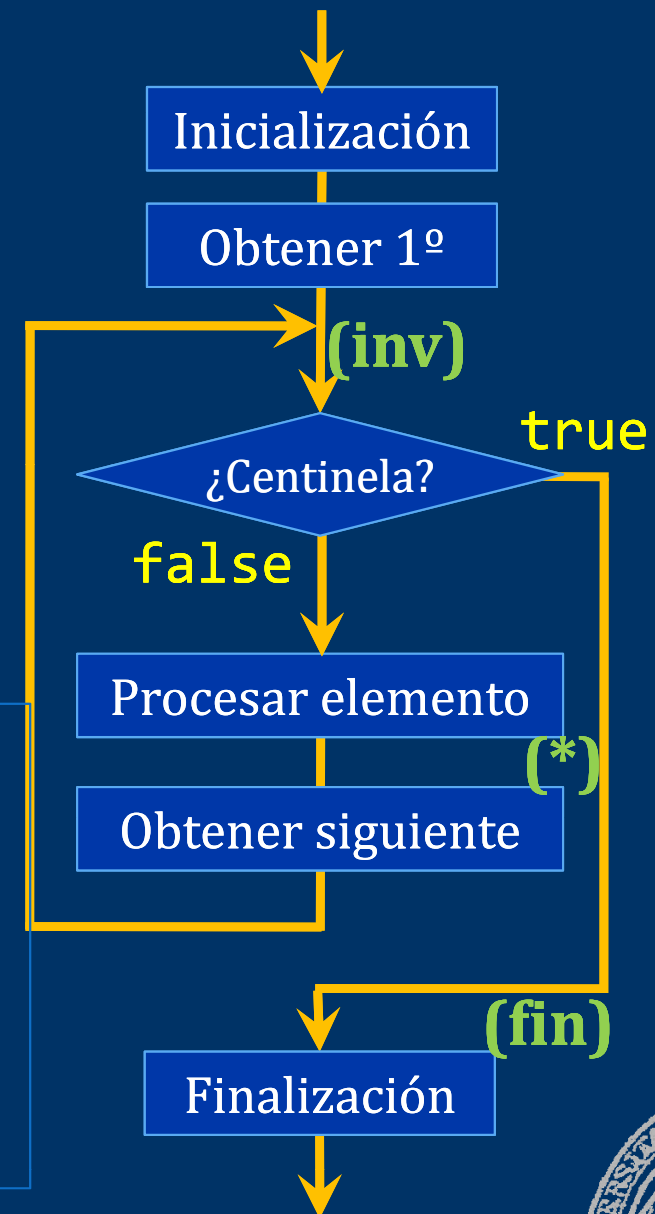 Inicialización
Obtener 1º
(inv)
true
¿Centinela?
false
Procesar elemento
(*)
Obtener siguiente
(fin)
Finalización